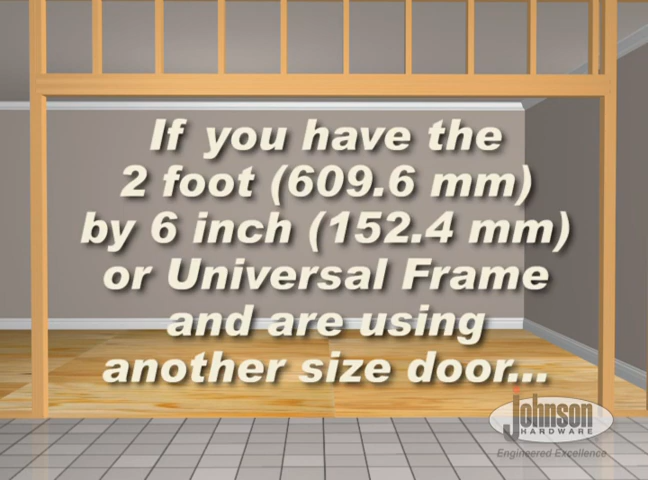 If you have the
2 foot (609.6 mm)
by 6 inch (152.4 mm)
or Universal Frame
and are using
another size door...
Johnson
HARDWARE
Engineered Excellence